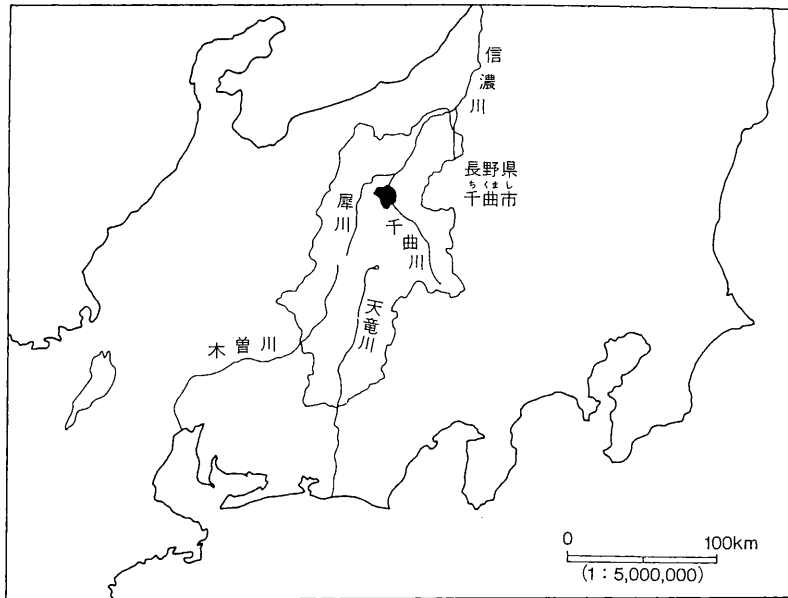 信濃川
長野県
ちくまし
千曲市
犀川
千曲川
天竜川
木曽川
0 100km
(1:5,000,000)